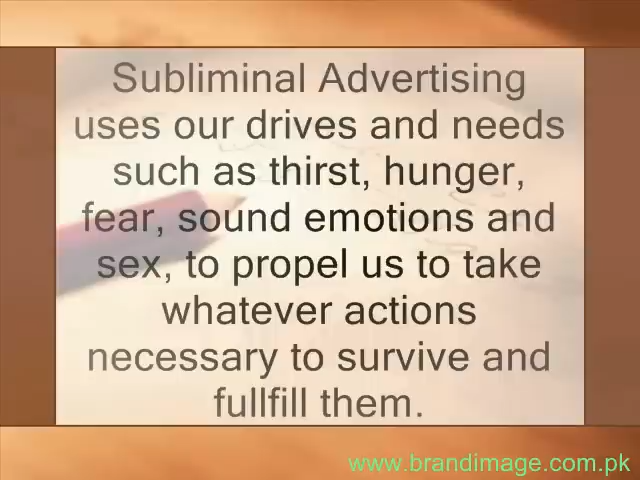 Subliminal Advertising
uses our drives and needs
such as thirst, hunger,
fear, sound emotions and
sex, to propel us to take
whatever actions
necessary to survive and
fullfill them.
www.brandimage.com.pk